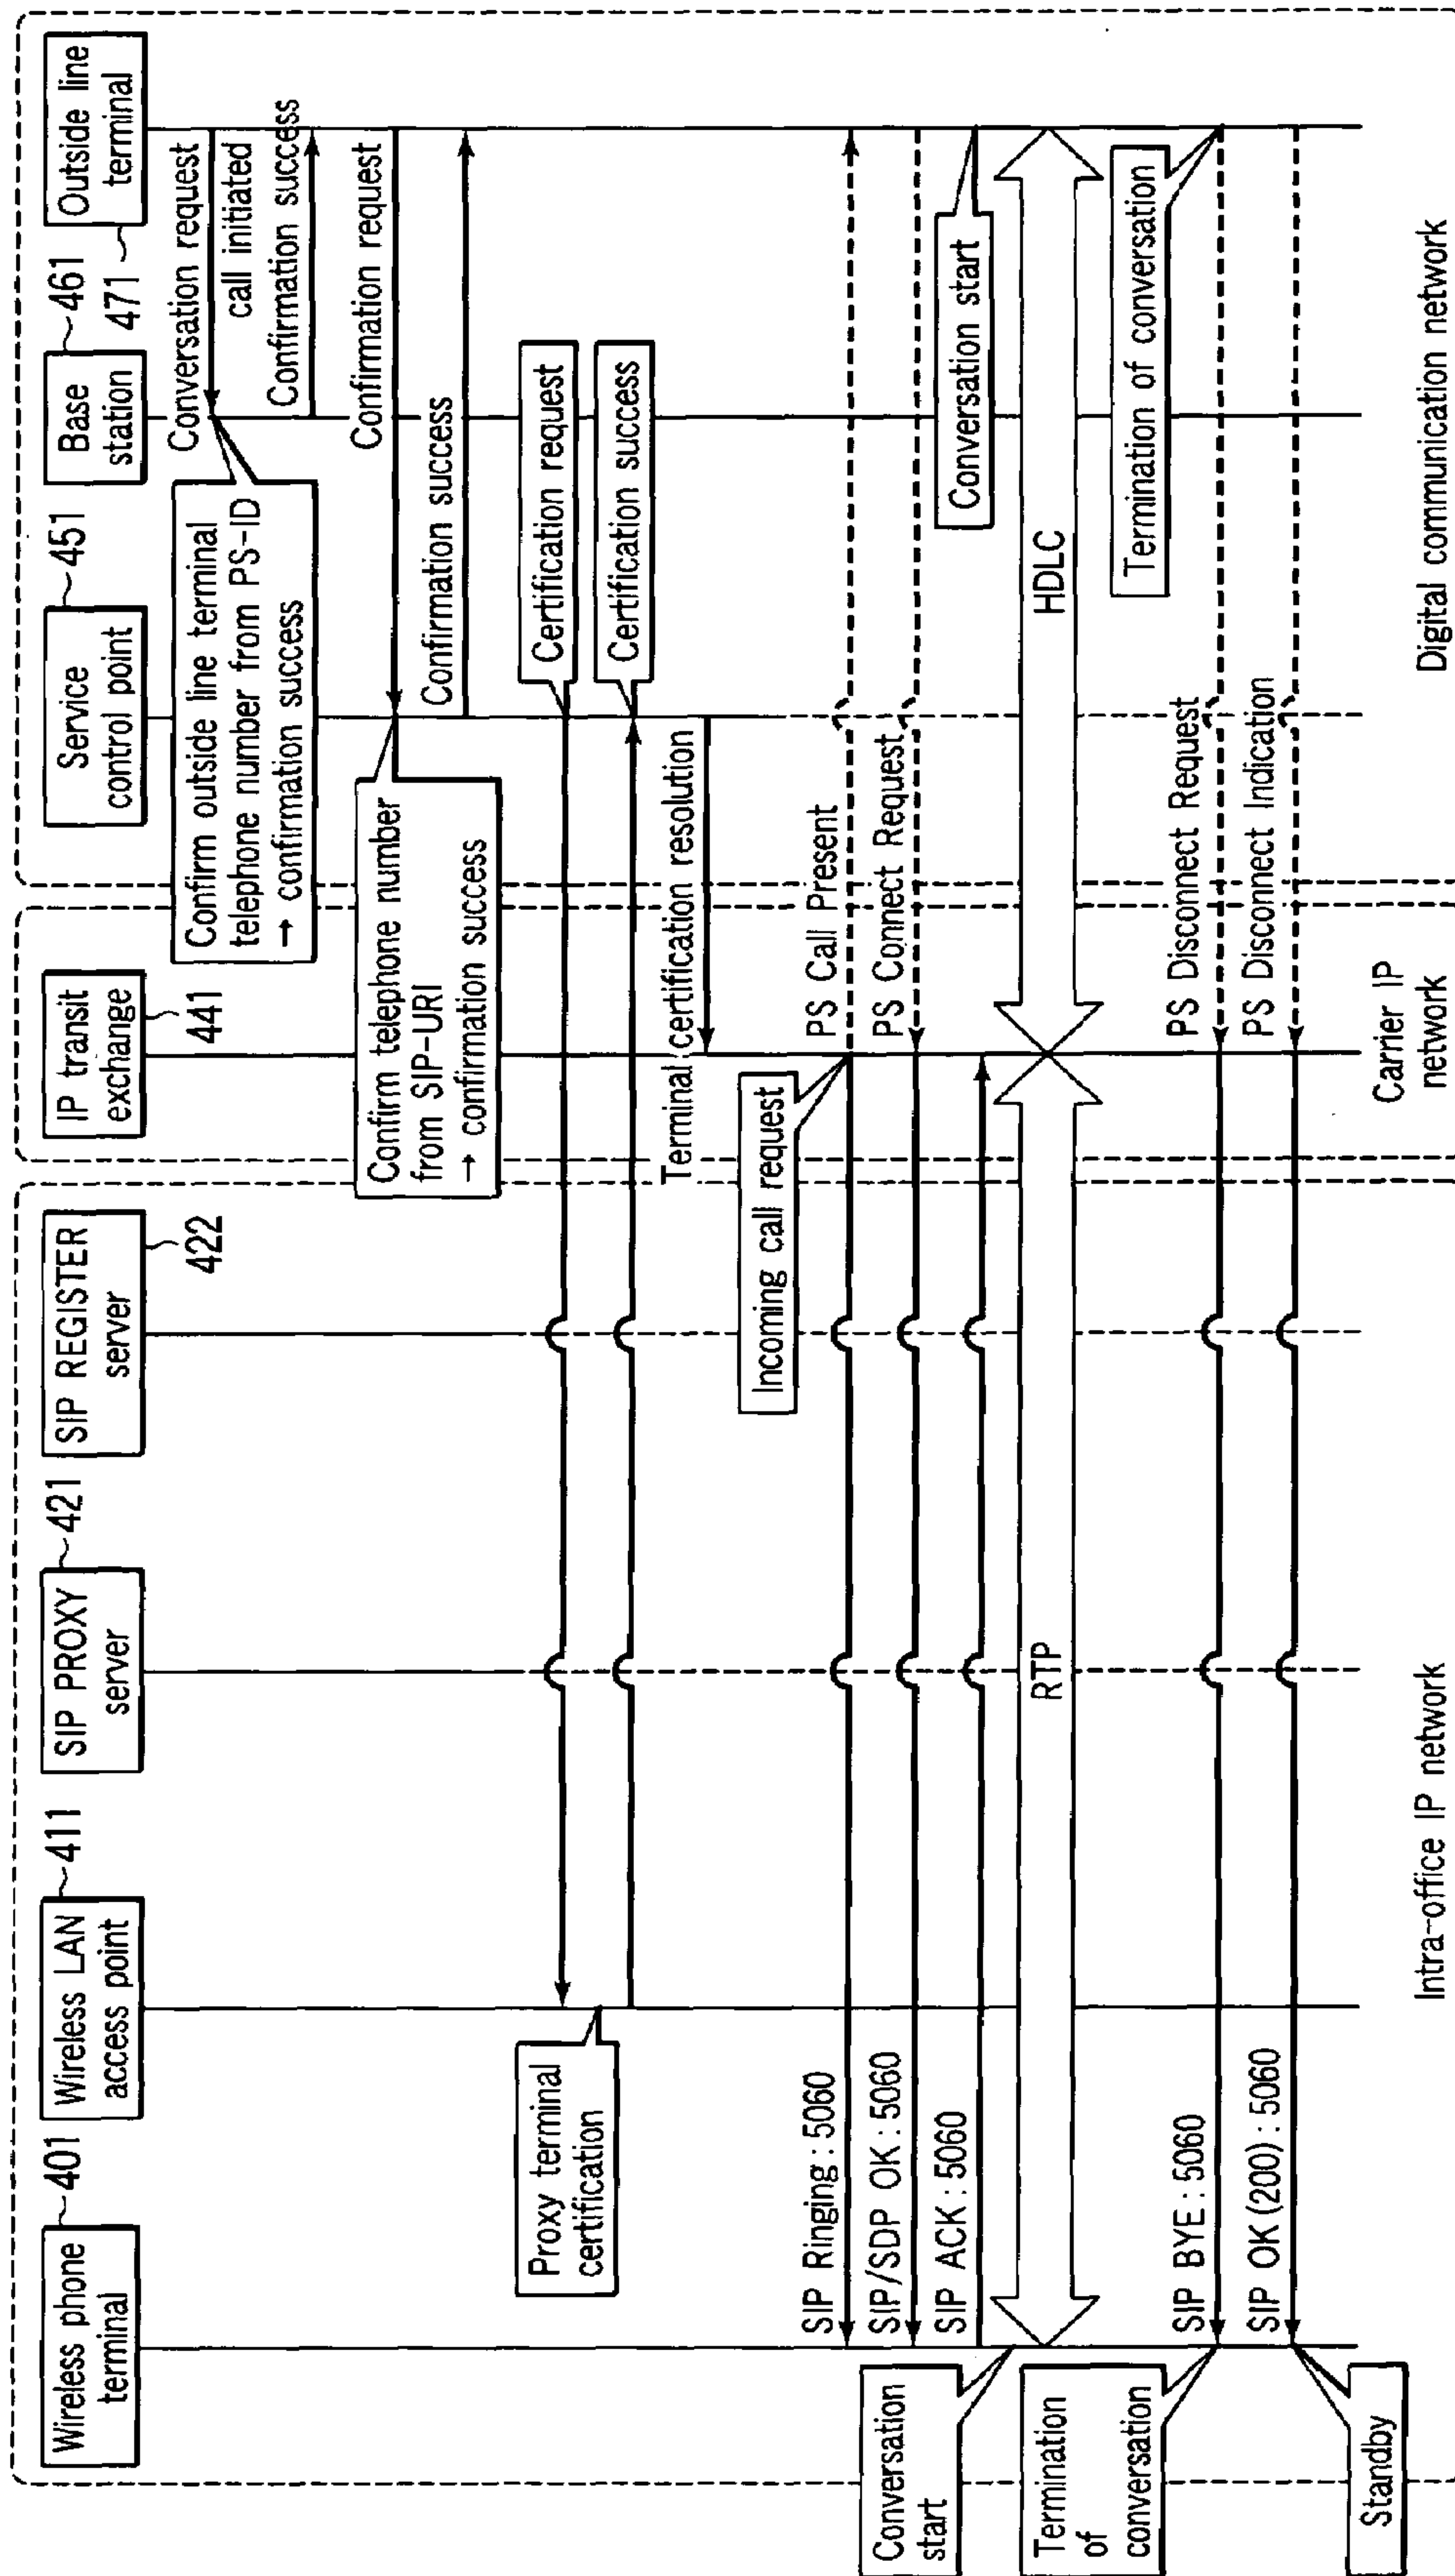 Wireless phone
terminal
401
Wireless LAN
access point
411
SIP PROXY
server
421
SIP REGISTER
server
422
IP transit
exchange
441
Service
control point
451
Base
station
461
Outside line
terminal
471
Conversation request
call initiated
Confirm outside line terminal
telephone number from PS-ID
→ confirmation success
Confirmation success
Confirmation request
Confirm telephone number
from SIP-URI
→ confirmation success
Confirmation success
Certification request
Proxy terminal
certification
Certification success
Terminal certification resolution
Incoming call request
SIP Ringing : 5060
PS Call Present
SIP/SDP OK : 5060
PS Connect Request
SIP ACK : 5060
Conversation start
Conversation
start
RTP
HDLC
Termination
of
conversation
Termination of conversation
SIP BYE : 5060
PS Disconnect Request
SIP OK (200) : 5060
PS Disconnect Indication
Standby
Intra-office IP network
Carrier IP
network
Digital communication network